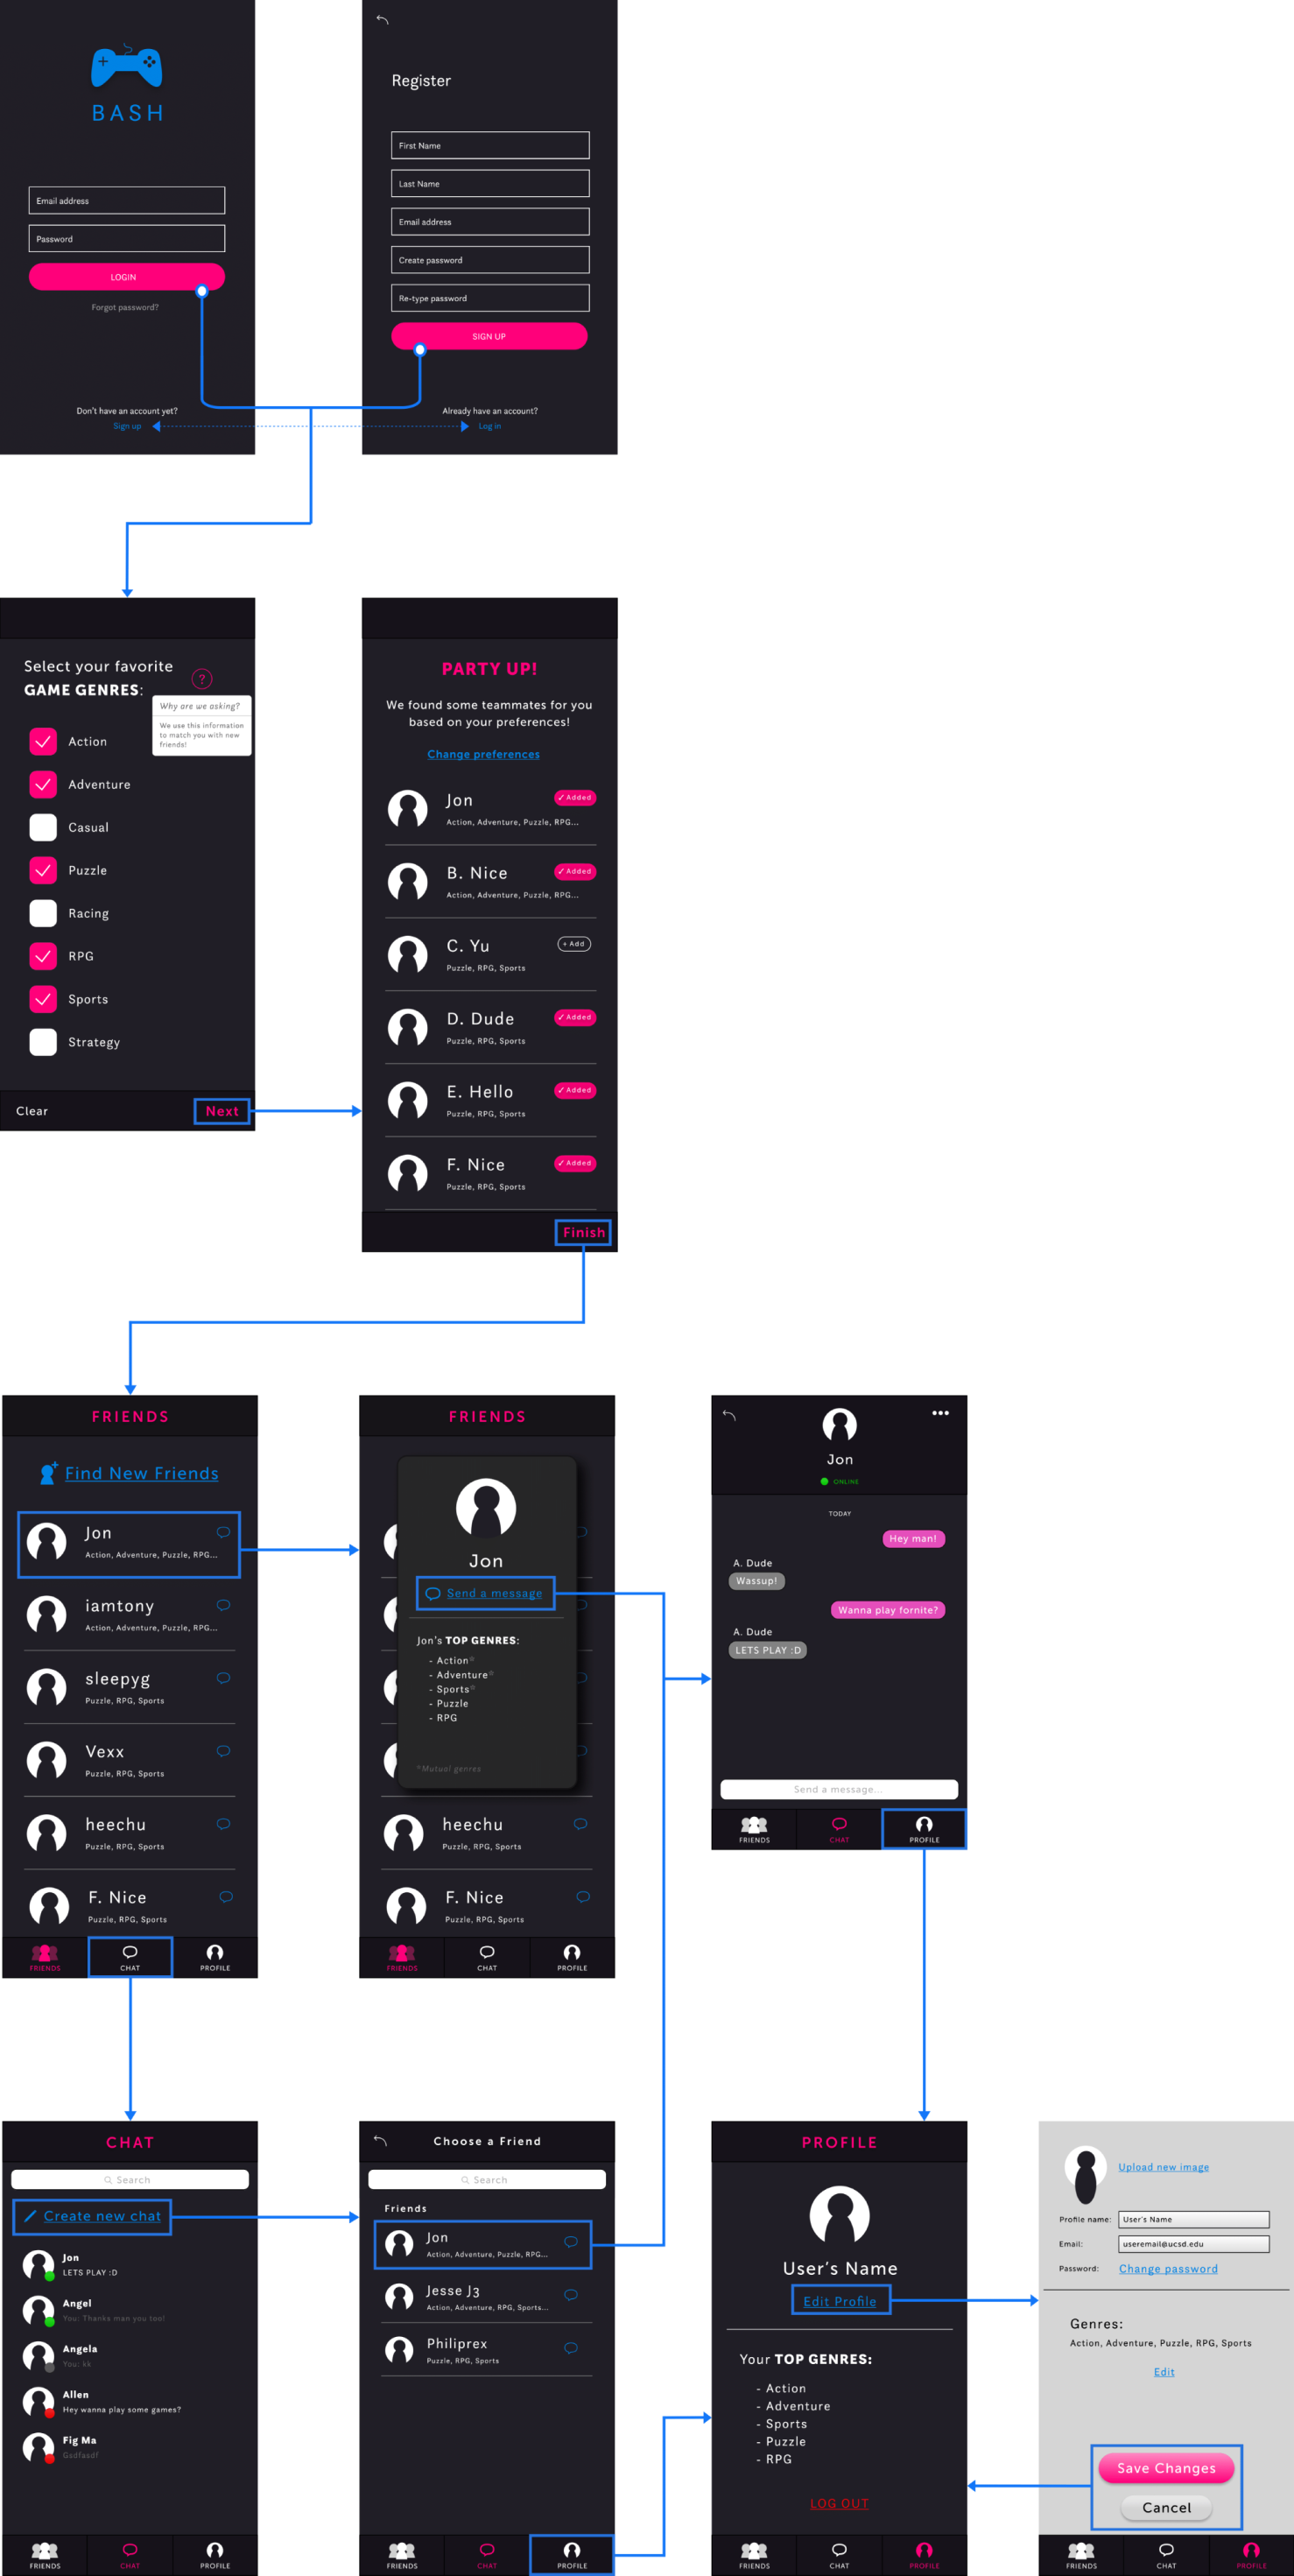 BASH
Email address
Password
LOGIN
Forgot password?
Don't have an account yet?
Sign up
Register
First Name
Last Name
Email address
Create password
Re-type password
SIGN UP
Already have an account?
Log in
Select your favorite
GAME GENRES:
?
Why are we asking?
We use this information
to match you with new
friends!
Action
Adventure
Casual
Puzzle
Racing
RPG
Sports
Strategy
Clear
Next
PARTY UP!
We found some teammates for you
based on your preferences!
Change preferences
Jon
✓ Added
Action, Adventure, Puzzle, RPG...
B. Nice
✓ Added
Action, Adventure, Puzzle, RPG...
C. Yu
+ Add
Puzzle, RPG, Sports
D. Dude
✓ Added
Puzzle, RPG, Sports
E. Hello
✓ Added
Puzzle, RPG, Sports
F. Nice
✓ Added
Puzzle, RPG, Sports
Finish
FRIENDS
Find New Friends
Jon
Action, Adventure, Puzzle, RPG...
iamtony
Action, Adventure, Puzzle, RPG...
sleepyg
Puzzle, RPG, Sports
Vexx
Puzzle, RPG, Sports
heechu
Puzzle, RPG, Sports
F. Nice
Puzzle, RPG, Sports
FRIENDS
CHAT
PROFILE
FRIENDS
Jon
Send a message
Jon's TOP GENRES:
- Action*
- Adventure*
- Sports*
- Puzzle
- RPG
*Mutual genres
heechu
Puzzle, RPG, Sports
F. Nice
Puzzle, RPG, Sports
FRIENDS
CHAT
PROFILE
Jon
ONLINE
TODAY
Hey man!
A. Dude
Wassup!
Wanna play fornite?
A. Dude
LETS PLAY :D
Send a message...
FRIENDS
CHAT
PROFILE
CHAT
Search
Create new chat
Jon
LETS PLAY :D
Angel
You: Thanks man you too!
Angela
You: kk
Allen
Hey wanna play some games?
Fig Ma
Gsdfasdf
FRIENDS
CHAT
PROFILE
Choose a Friend
Search
Friends
Jon
Action, Adventure, Puzzle, RPG...
Jesse J3
Action, Adventure, RPG, Sports...
Philiprex
Puzzle, RPG, Sports
FRIENDS
CHAT
PROFILE
PROFILE
User's Name
Edit Profile
Your TOP GENRES:
- Action
- Adventure
- Sports
- Puzzle
- RPG
LOG OUT
FRIENDS
CHAT
PROFILE
Upload new image
Profile name:
User's Name
Email:
useremail@ucsd.edu
Password:
Change password
Genres:
Action, Adventure, Puzzle, RPG, Sports
Edit
Save Changes
Cancel
FRIENDS
CHAT
PROFILE